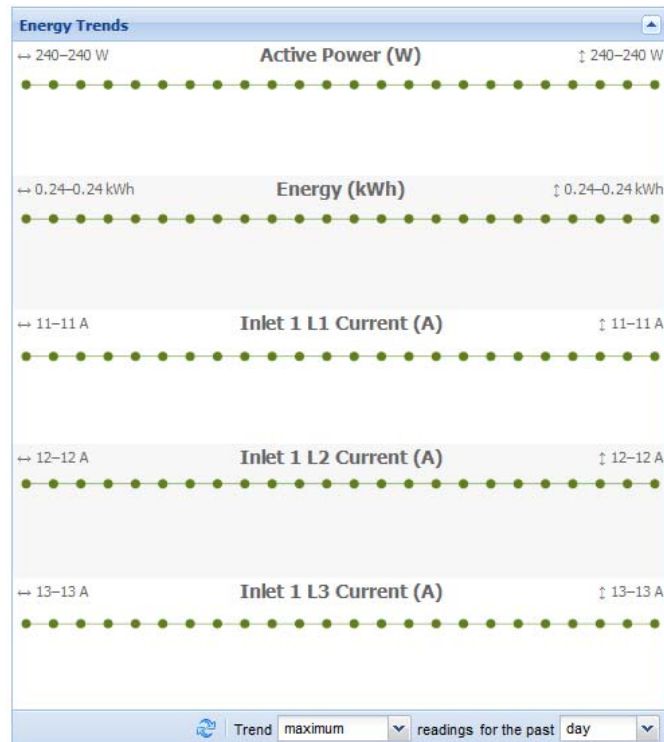 Energy Trends
↔ 240–240 W Active Power (W) ↕ 240–240 W
↔ 0.24–0.24 kWh Energy (kWh) ↕ 0.24–0.24 kWh
↔ 11–11 A Inlet 1 L1 Current (A) ↕ 11–11 A
↔ 12–12 A Inlet 1 L2 Current (A) ↕ 12–12 A
↔ 13–13 A Inlet 1 L3 Current (A) ↕ 13–13 A
Trend maximum readings for the past day